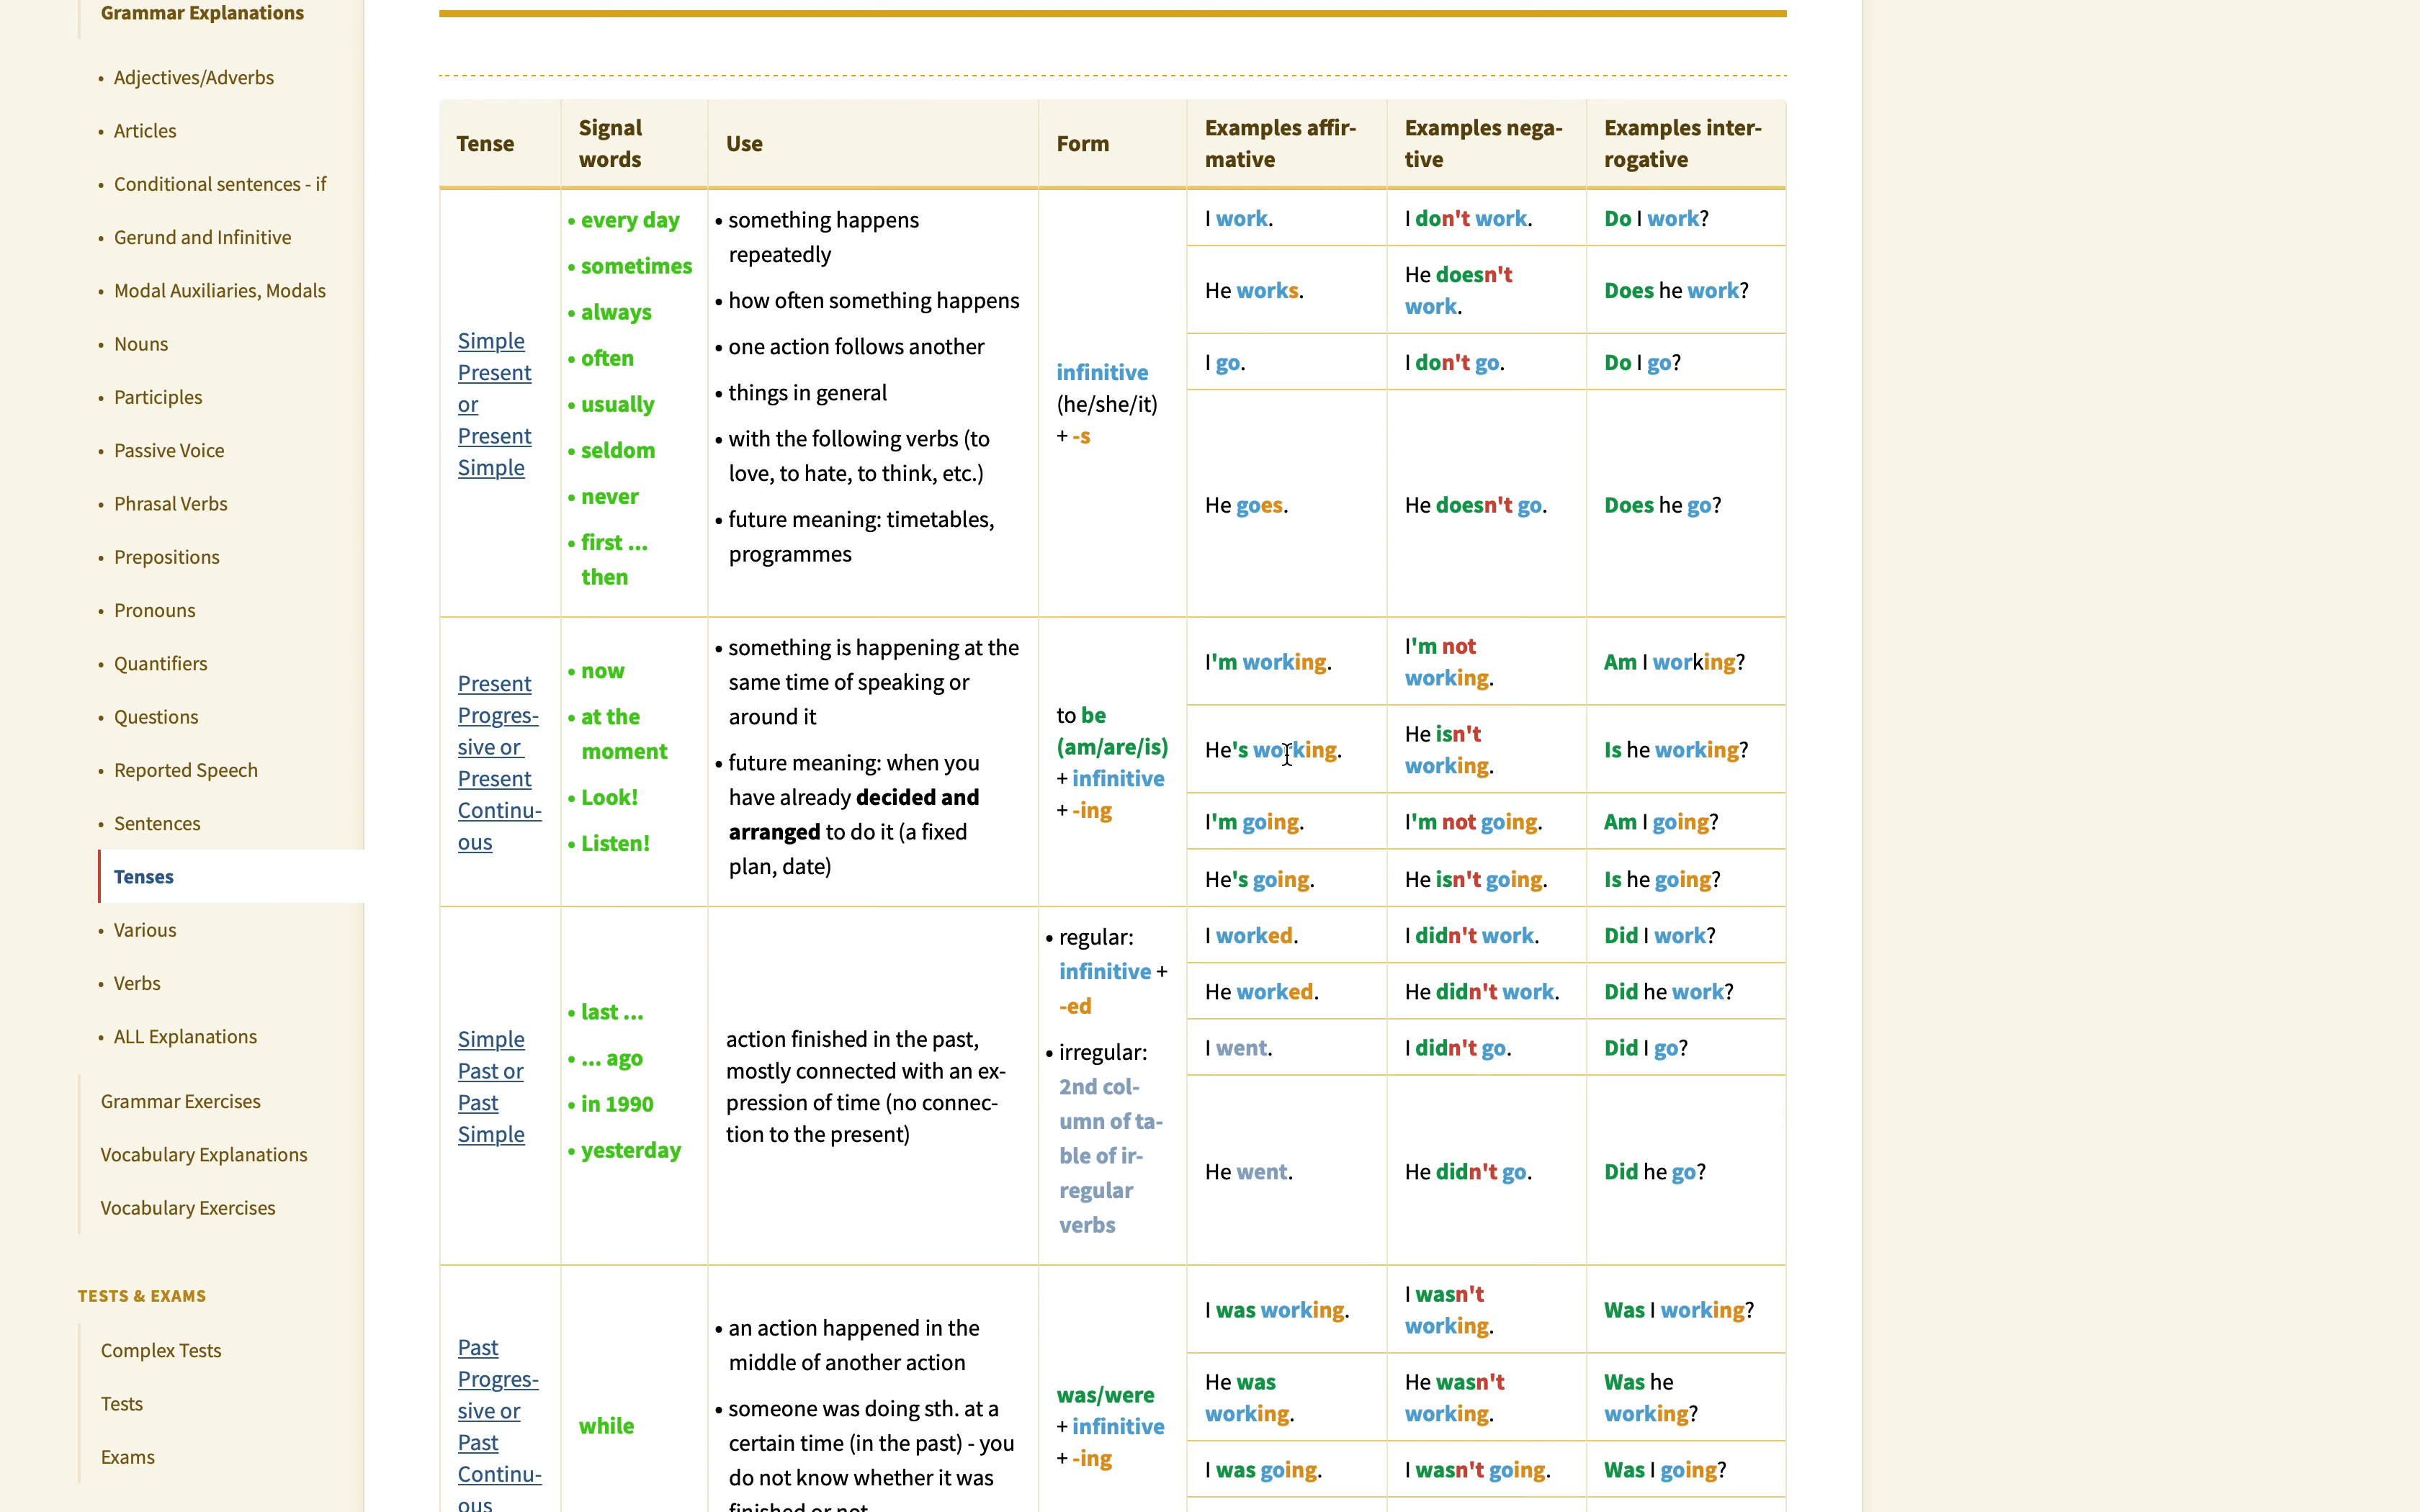 Grammar Explanations
• Adjectives/Adverbs
• Articles
• Conditional sentences - if
• Gerund and Infinitive
• Modal Auxiliaries, Modals
• Nouns
• Participles
• Passive Voice
• Phrasal Verbs
• Prepositions
• Pronouns
• Quantifiers
• Questions
• Reported Speech
• Sentences
Tenses
• Various
• Verbs
• ALL Explanations
Grammar Exercises
Vocabulary Explanations
Vocabulary Exercises
TESTS & EXAMS
Complex Tests
Tests
Exams
Tense
Signal
words
Use
Form
Examples affir-
mative
Examples nega-
tive
Examples inter-
rogative
Simple
Present
or
Present
Simple
• every day
• sometimes
• always
• often
• usually
• seldom
• never
• first ...
then
• something happens
repeatedly
• how often something happens
• one action follows another
• things in general
• with the following verbs (to
love, to hate, to think, etc.)
• future meaning: timetables,
programmes
infinitive
(he/she/it)
+ -s
I work.
I don't work.
Do I work?
He works.
He doesn't
work.
Does he work?
I go.
I don't go.
Do I go?
He goes.
He doesn't go.
Does he go?
Present
Progres-
sive or
Present
Continu-
ous
• now
• at the
moment
• Look!
• Listen!
• something is happening at the
same time of speaking or
around it
• future meaning: when you
have already decided and
arranged to do it (a fixed
plan, date)
to be
(am/are/is)
+ infinitive
+ -ing
I'm working.
I'm not
working.
Am I working?
He's working.
He isn't
working.
Is he working?
I'm going.
I'm not going.
Am I going?
He's going.
He isn't going.
Is he going?
Simple
Past or
Past
Simple
• last ...
• ... ago
• in 1990
• yesterday
action finished in the past,
mostly connected with an ex-
pression of time (no connec-
tion to the present)
• regular:
infinitive +
-ed
• irregular:
2nd col-
umn of ta-
ble of ir-
regular
verbs
I worked.
I didn't work.
Did I work?
He worked.
He didn't work.
Did he work?
I went.
I didn't go.
Did I go?
He went.
He didn't go.
Did he go?
Past
Progres-
sive or
Past
Continu-
ous
while
• an action happened in the
middle of another action
• someone was doing sth. at a
certain time (in the past) - you
do not know whether it was
finished or not
was/were
+ infinitive
+ -ing
I was working.
I wasn't
working.
Was I working?
He was
working.
He wasn't
working.
Was he
working?
I was going.
I wasn't going.
Was I going?